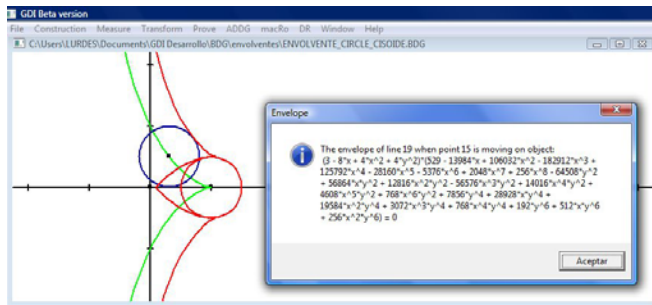 GDI Beta version
File Construction Measure Transform Prove ADDG macRo DR Window Help
C:\Users\LURDES\Documents\GDI Desarrollo\BDG\envolventes\ENVOLVENTE_CIRCLE_CISOIDE.BDG
Envelope
The envelope of line 19 when point 15 is moving on object:
(3 - 8*x + 4*x^2 + 4*y^2)*(529 - 13984*x + 106032*x^2 - 182912*x^3 +
125792*x^4 - 28160*x^5 - 5376*x^6 + 2048*x^7 + 256*x^8 - 64508*y^2
+ 56864*x*y^2 + 12816*x^2*y^2 - 56576*x^3*y^2 + 14016*x^4*y^2 +
4608*x^5*y^2 + 768*x^6*y^2 + 7856*y^4 + 28928*x*y^4 +
19584*x^2*y^4 + 3072*x^3*y^4 + 768*x^4*y^4 + 192*y^6 + 512*x*y^6
+ 256*x^2*y^6) = 0
Aceptar